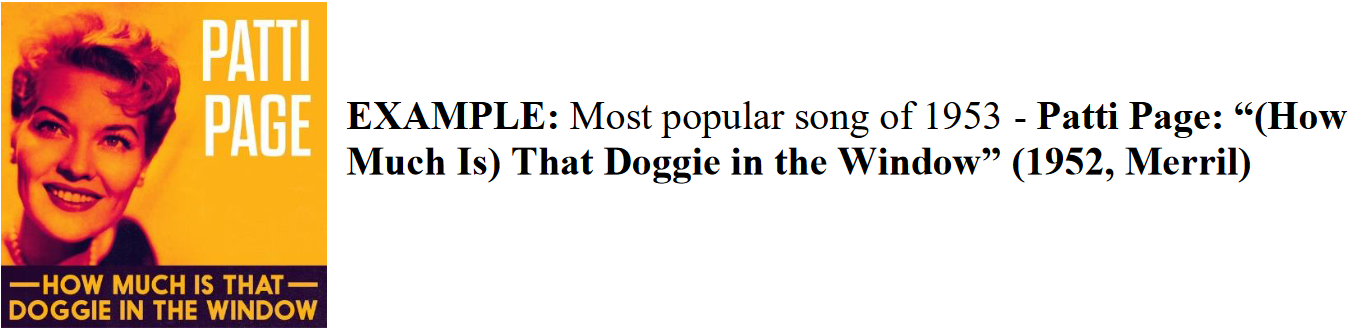 PATTI
PAGE
—HOW MUCH IS THAT—
DOGGIE IN THE WINDOW
EXAMPLE: Most popular song of 1953 - Patti Page: “(How
Much Is) That Doggie in the Window” (1952, Merril)